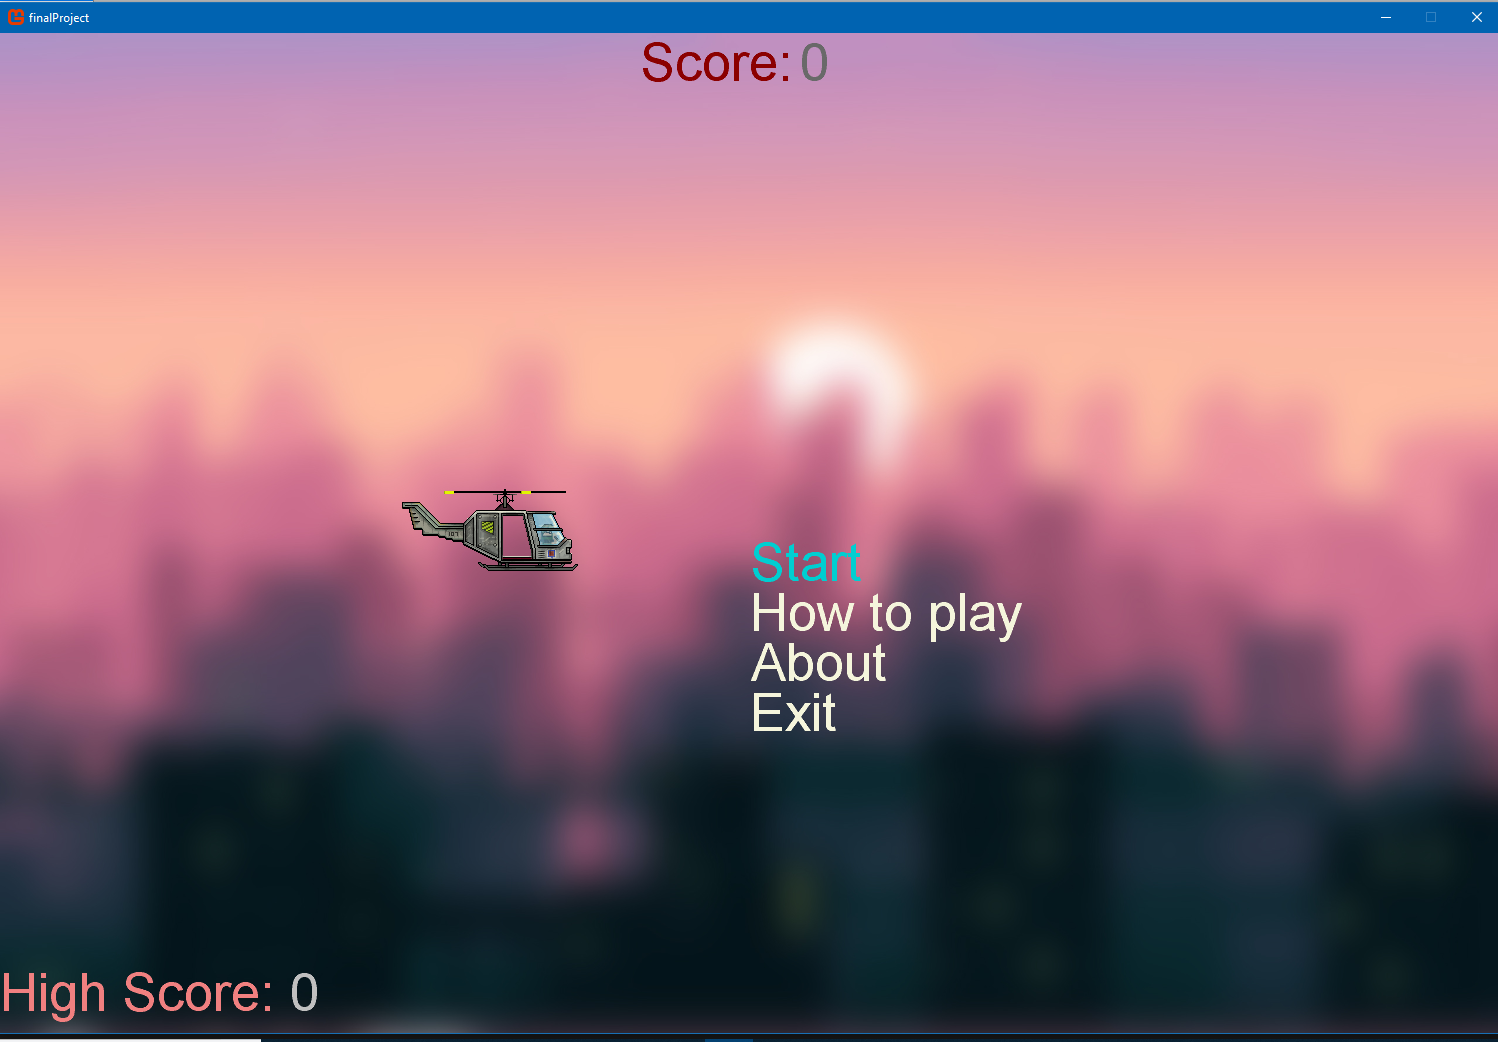 finalProject
Score: 0
Start
How to play
About
Exit
High Score: 0